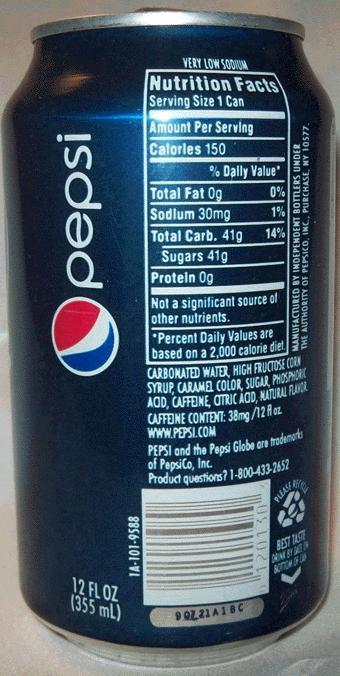 VERY LOW SODIUM
Nutrition Facts
Serving Size 1 Can
Amount Per Serving
Calories 150
% Daily Value*
Total Fat 0g 0%
Sodium 30mg 1%
Total Carb. 41g 14%
Sugars 41g
Protein 0g
Not a significant source of
other nutrients.
*Percent Daily Values are
based on a 2,000 calorie diet.
MANUFACTURED BY INDEPENDENT BOTTLERS UNDER
THE AUTHORITY OF PEPSICO, INC., PURCHASE, NY 10577.
CARBONATED WATER, HIGH FRUCTOSE CORN
SYRUP, CARAMEL COLOR, SUGAR, PHOSPHORIC
ACID, CAFFEINE, CITRIC ACID, NATURAL FLAVOR
CAFFEINE CONTENT: 38mg/12 fl oz.
WWW.PEPSI.COM
PEPSI and the Pepsi Globe are trademarks
of PepsiCo, Inc.
Product questions? 1-800-433-2652
pepsi
12 FL OZ
(355 mL)
1A-101-9588
PLEASE RECYCLE
BEST TASTE
DRINK BY DATE ON
BOTTOM OF CAN